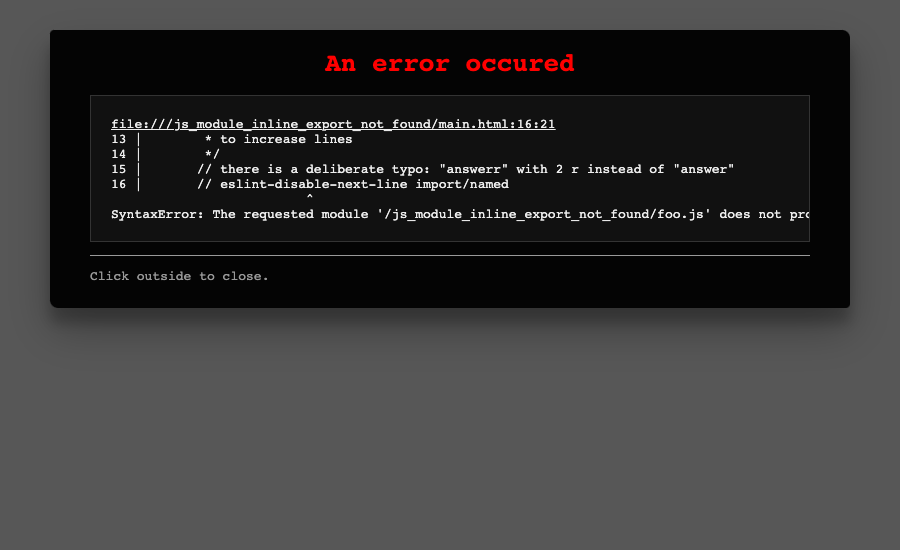 An error occured
file:///js_module_inline_export_not_found/main.html:16:21
13 |        * to increase lines
14 |        */
15 |       // there is a deliberate typo: "answerr" with 2 r instead of "answer"
16 |       // eslint-disable-next-line import/named
^
SyntaxError: The requested module '/js_module_inline_export_not_found/foo.js' does not
Click outside to close.